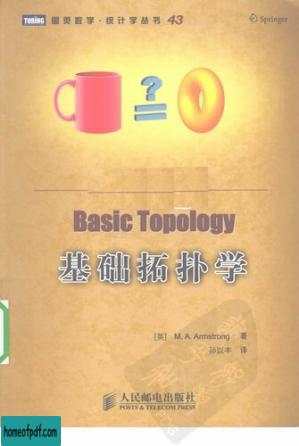 TURING 图灵数学·统计学丛书 43
Springer
?
=
Basic Topology
基础拓扑学
[英] M. A. Armstrong 著
孙以丰 译
人民邮电出版社
POSTS & TELECOM PRESS
homeofpdf.com